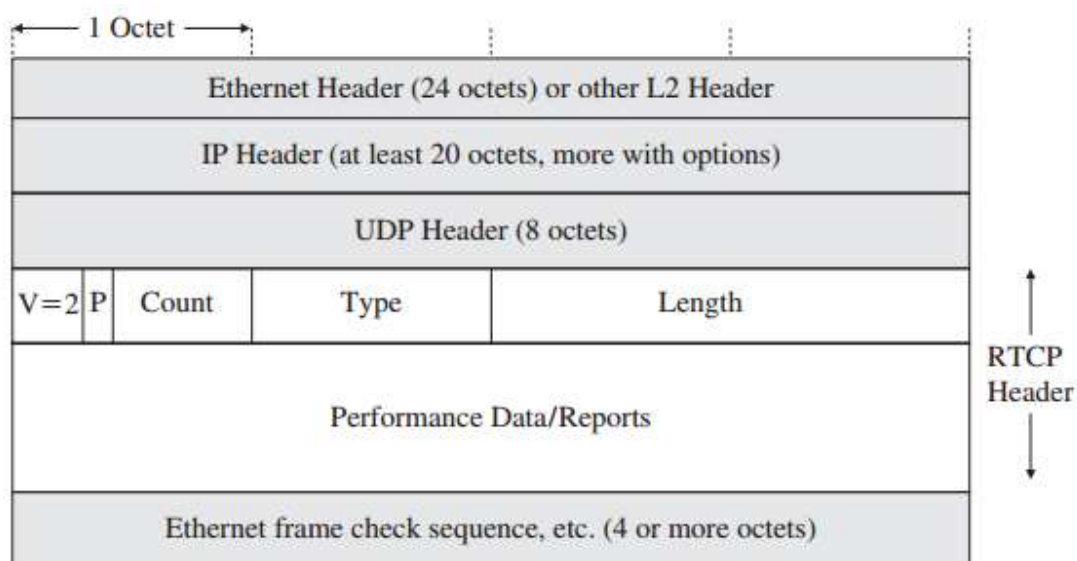 1 Octet
Ethernet Header (24 octets) or other L2 Header
IP Header (at least 20 octets, more with options)
UDP Header (8 octets)
V=2 P Count Type Length
RTCP
Header
Performance Data/Reports
Ethernet frame check sequence, etc. (4 or more octets)